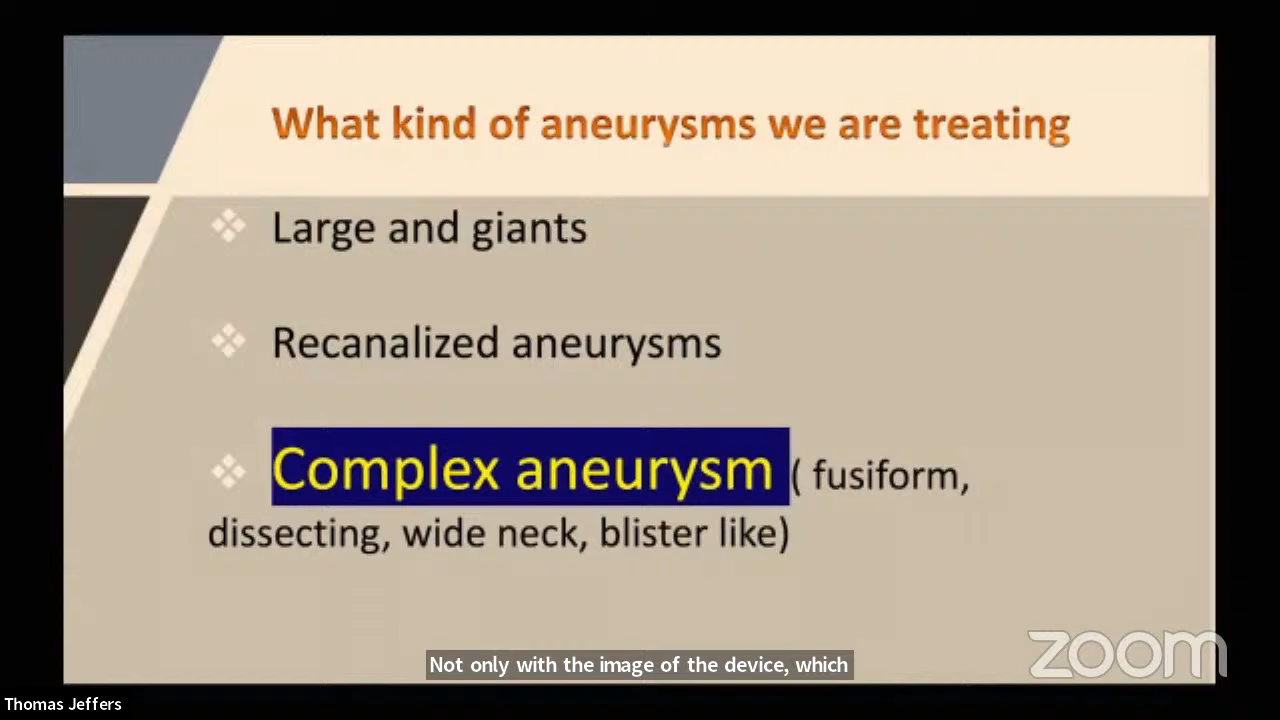 What kind of aneurysms we are treating
Large and giants
Recanalized aneurysms
Complex aneurysm ( fusiform,
dissecting, wide neck, blister like)
Not only with the image of the device, which
zoom
Thomas Jeffers